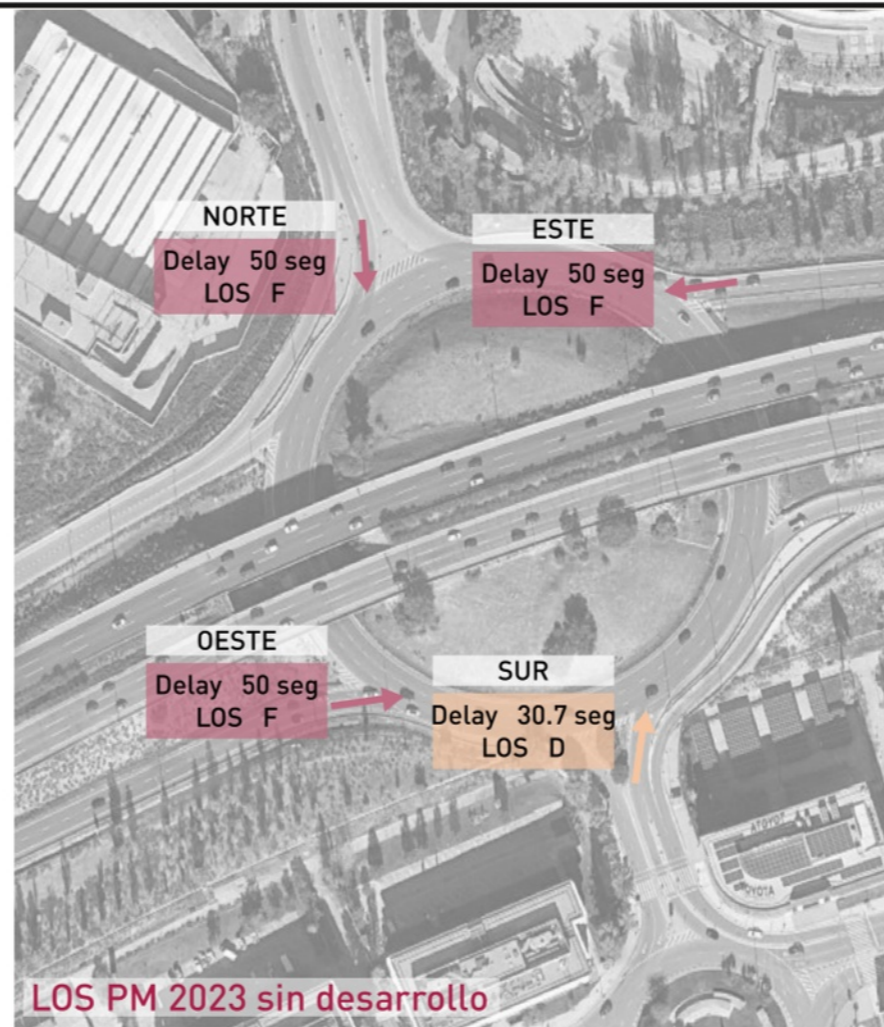 NORTE
Delay 50 seg
LOS F
ESTE
Delay 50 seg
LOS F
OESTE
Delay 50 seg
LOS F
SUR
Delay 30.7 seg
LOS D
TOYOTA
LOS PM 2023 sin desarrollo